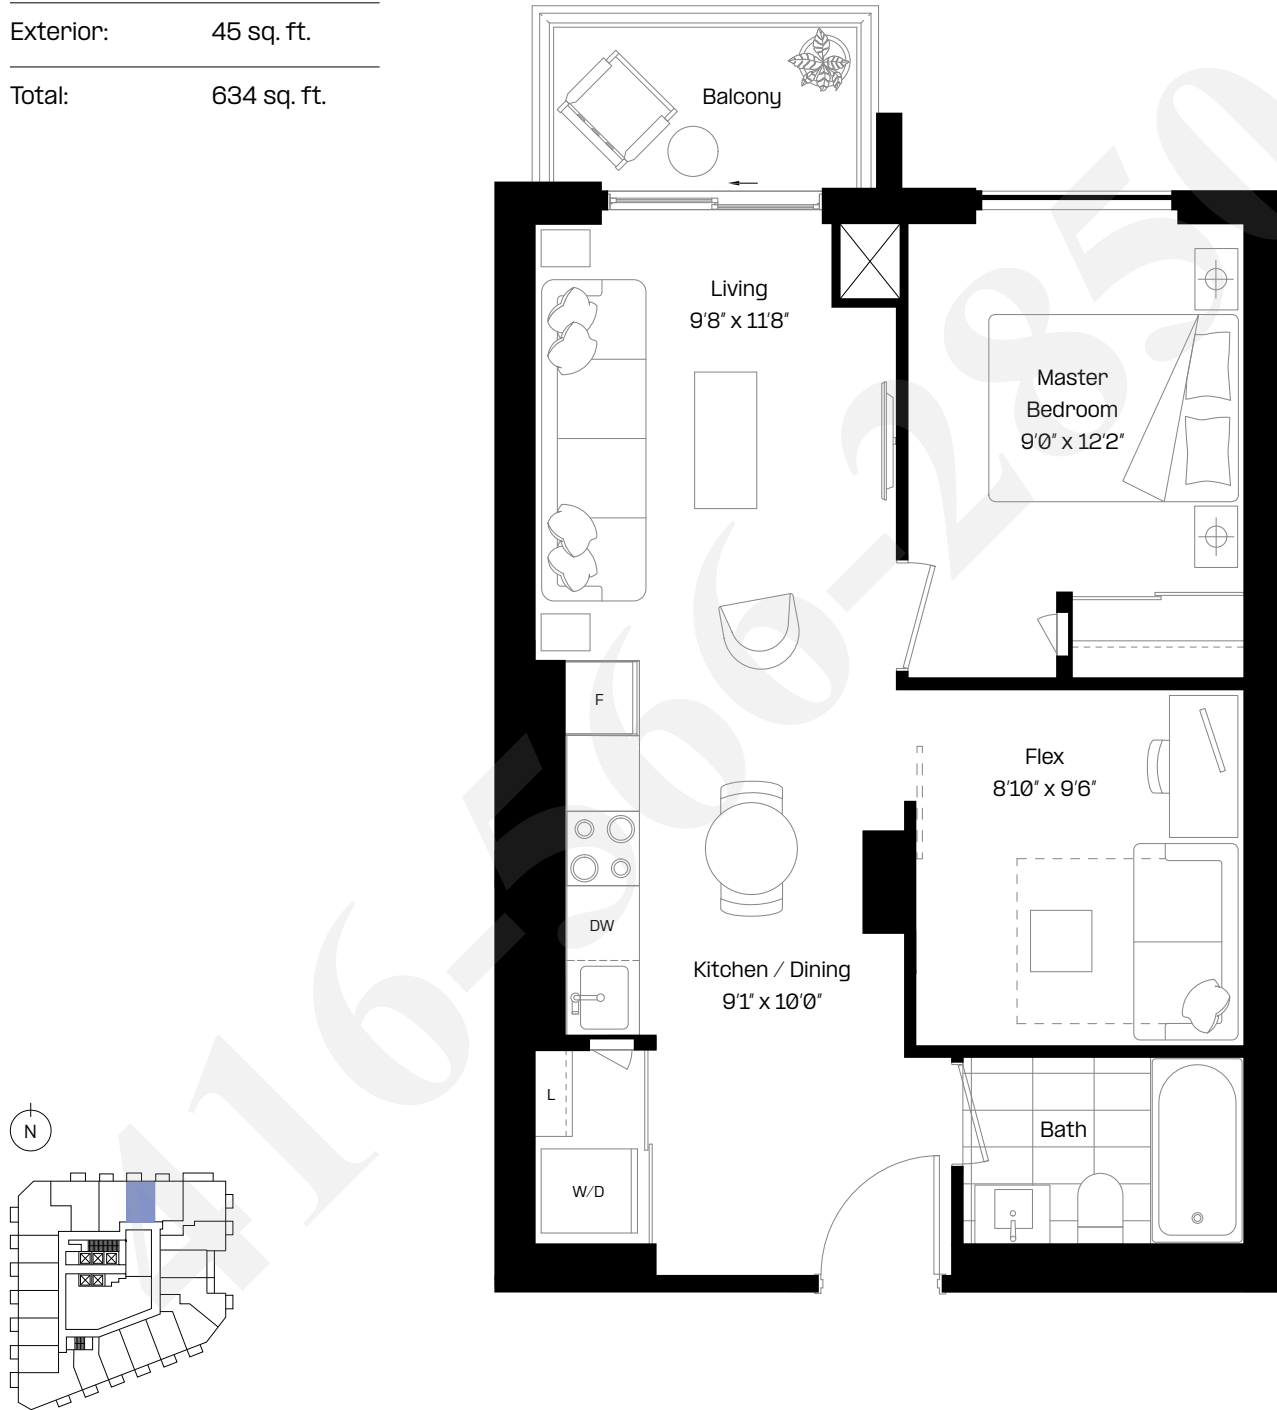 Exterior: 45 sq. ft.
Total: 634 sq. ft.
Balcony
Living
9'8" x 11'8"
Master
Bedroom
9'0" x 12'2"
F
Flex
8'10" x 9'6"
DW
Kitchen / Dining
9'1" x 10'0"
L
Bath
W/D
N
416-566-2850